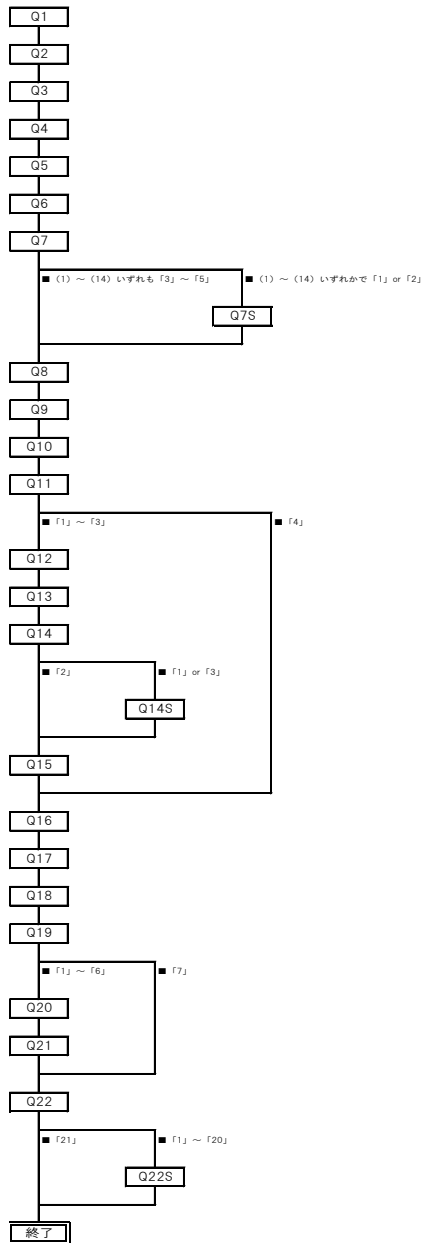 Q1
Q2
Q3
Q4
Q5
Q6
Q7
■ (1) ～ (14) いずれも「3」～「5」 ■ (1) ～ (14) いずれかで「1」or「2」
Q7S
Q8
Q9
Q10
Q11
■「1」～「3」 ■「4」
Q12
Q13
Q14
■「2」 ■「1」or「3」
Q14S
Q15
Q16
Q17
Q18
Q19
■「1」～「6」 ■「7」
Q20
Q21
Q22
■「21」 ■「1」～「20」
Q22S
終了